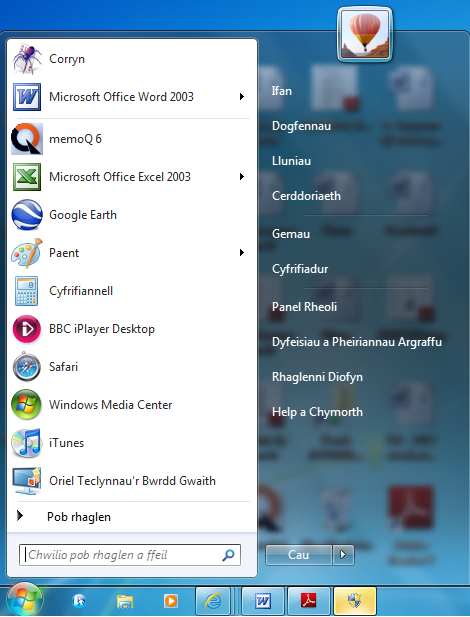 Corryn
Microsoft Office Word 2003
memoQ 6
Microsoft Office Excel 2003
Google Earth
Paent
Cyfrifiannell
BBC iPlayer Desktop
Safari
Windows Media Center
iTunes
Oriel Teclynnau'r Bwrdd Gwaith
Pob rhaglen
Chwilio pob rhaglen a ffeil
Ifan
Dogfennau
Lluniau
Cerddoriaeth
Gemau
Cyfrifiadur
Panel Rheoli
Dyfeisiau a Pheiriannau Argraffu
Rhaglenni Diofyn
Help a Chymorth
Cau